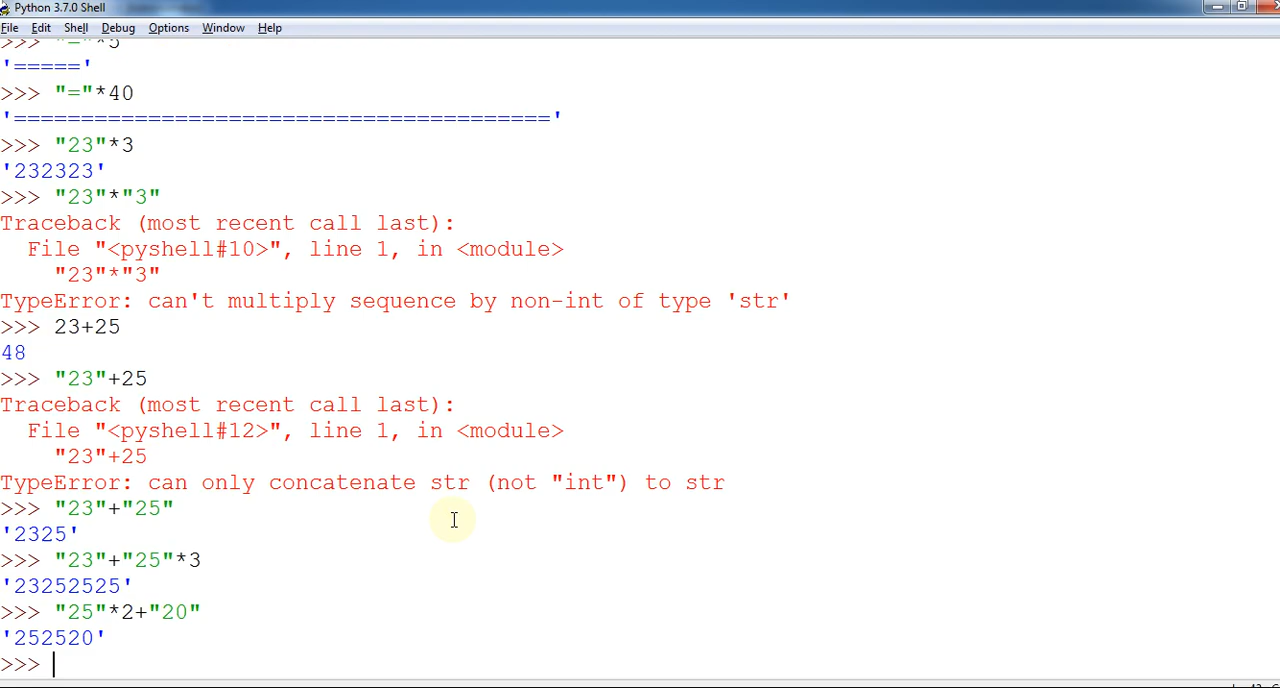 Python 3.7.0 Shell
File Edit Shell Debug Options Window Help
>>> "="*5
'====='
>>> "="*40
'========================================'
>>> "23"*3
'232323'
>>> "23"*"3"
Traceback (most recent call last):
  File "<pyshell#10>", line 1, in <module>
    "23"*"3"
TypeError: can't multiply sequence by non-int of type 'str'
>>> 23+25
48
>>> "23"+25
Traceback (most recent call last):
  File "<pyshell#12>", line 1, in <module>
    "23"+25
TypeError: can only concatenate str (not "int") to str
>>> "23"+"25"
'2325'
>>> "23"+"25"*3
'23252525'
>>> "25"*2+"20"
'252520'
>>>